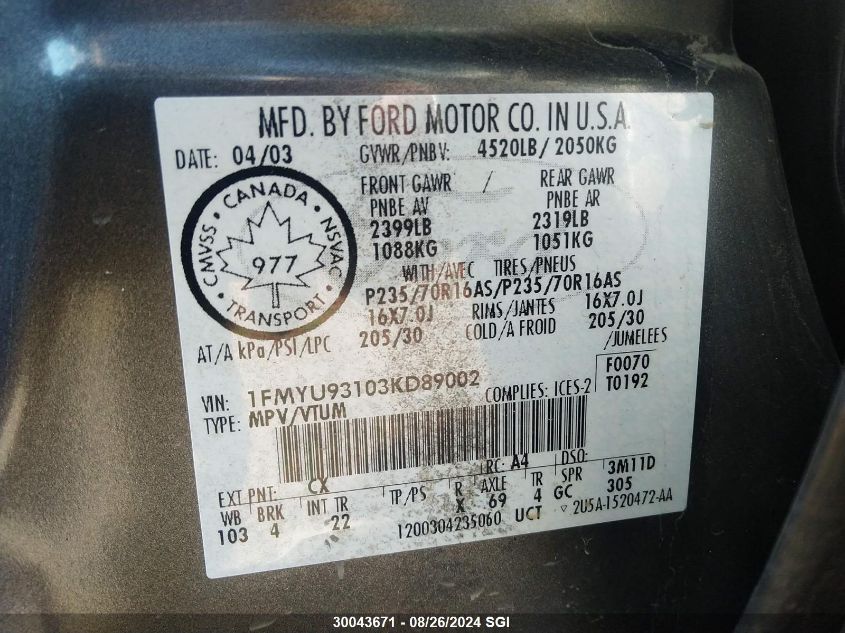 MFD. BY FORD MOTOR CO. IN U.S.A.
DATE: 04/03 GVWR/PNBV: 4520LB/ 2050KG
FRONT GAWR / REAR GAWR
PNBE AV PNBE AR
2399LB 2319LB
1088KG 1051KG
CMVSS • CANADA • NSVAC
977
• TRANSPORT •
WITH/AVEC TIRES/PNEUS
P235/70R16AS/P235/70R16AS
16X7.0J RIMS/JANTES 16X7.0J
AT/A kPa/PSI/LPC 205/30 COLD/A FROID 205/30
/JUMELEES
VIN: 1FMYU93103KD89002 COMPLIES: ICES-2 F0070
TYPE: MPV/VTUM T0192
RC: A4 DSO:
EXT PNT: CX R AXLE TR SPR 3M11D
WB BRK INT TR TP/PS X 69 4 GC 305
103 4 22 1200304235060 UCT ▽ 2U5A-1520472-AA
30043671 - 08/26/2024 SGI